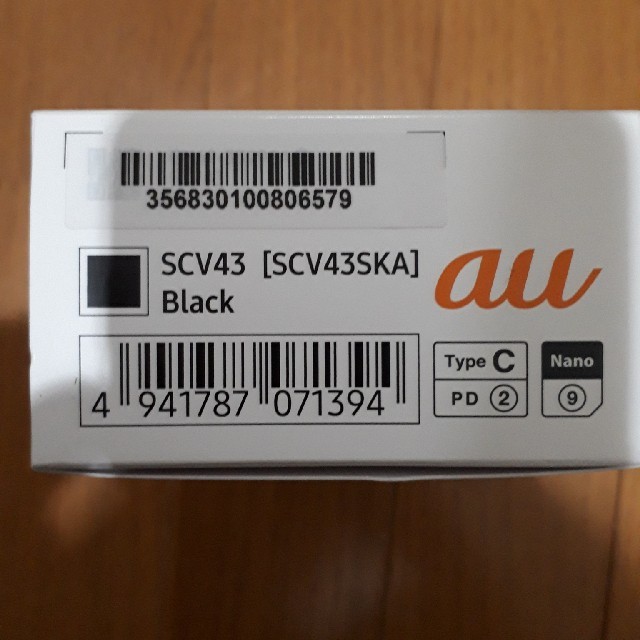 356830100806579
SCV43 [SCV43SKA]
Black
au
4 941787 071394
Type C
PD ②
Nano
⑨